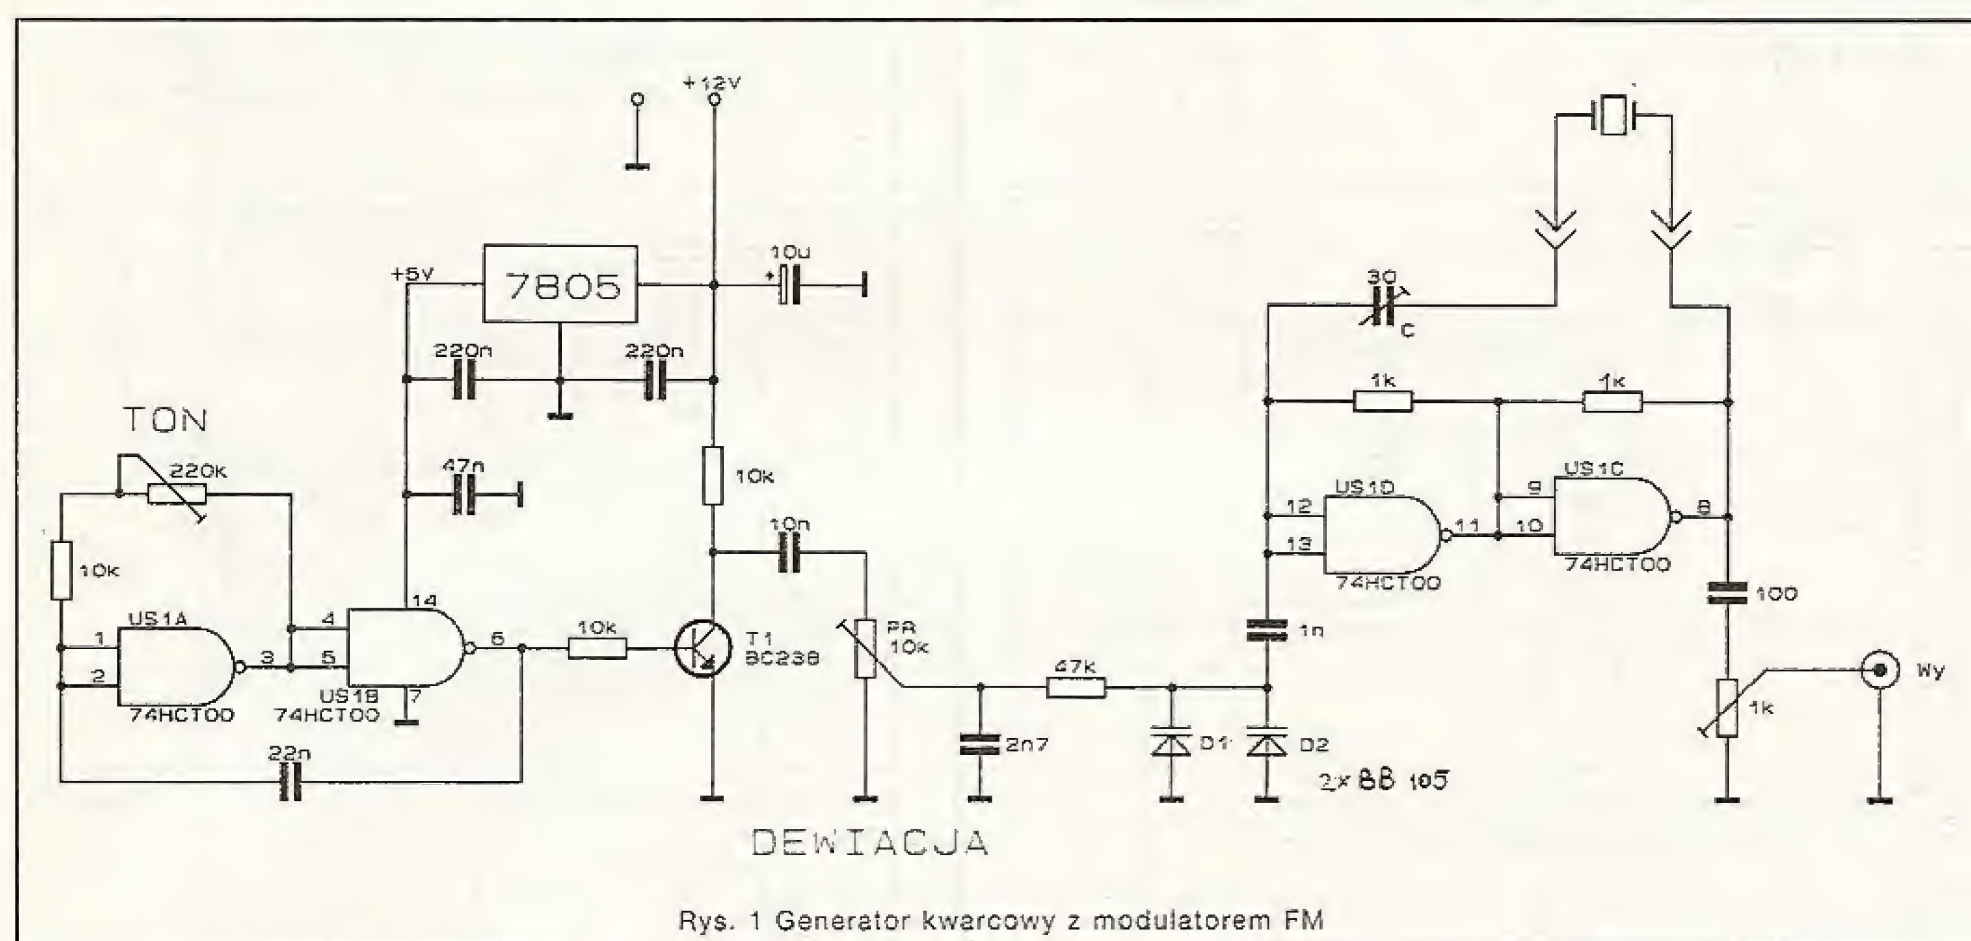 +12V
10u
+
+5V
7805
220n
220n
TON
220k
47n
10k
10k
10n
US1A
1
2
3
74HCT00
14
4
5
6
7
US1B
74HCT00
10k
T1
BC238
PR
10k
22n
DEWIACJA
47k
2n7
D1
D2
2x BB 105
30
C
1k
1k
US1D
12
13
11
74HCT00
US1C
9
10
8
74HCT00
1n
100
1k
Wy
Rys. 1 Generator kwarcowy z modulatorem FM